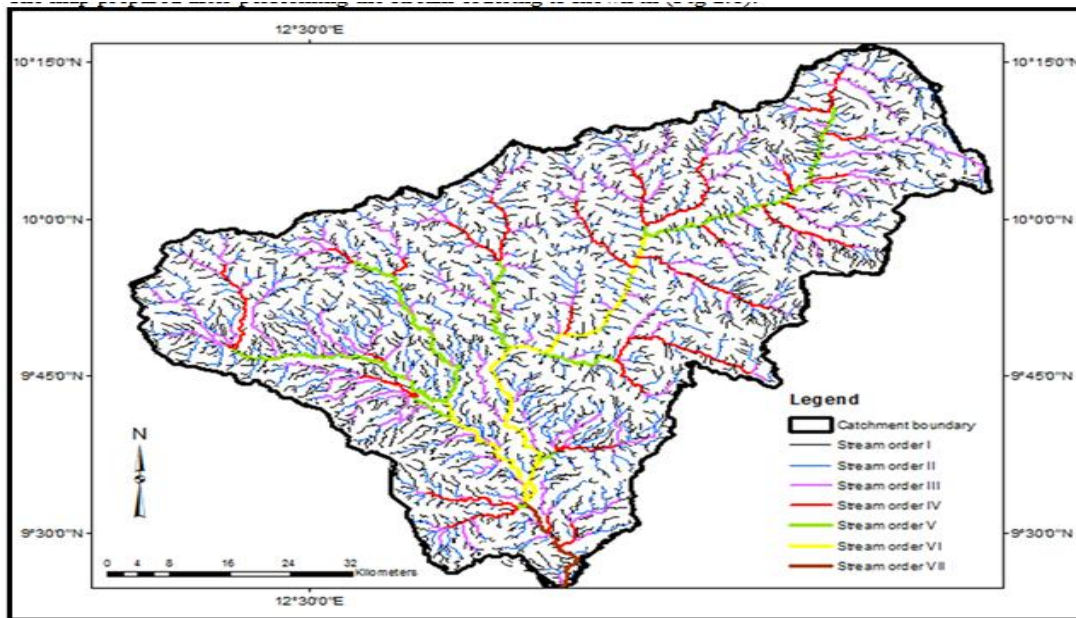 12°30'0"E
10°15'0"N 10°15'0"N
10°0'0"N 10°0'0"N
9°45'0"N 9°45'0"N
9°30'0"N 9°30'0"N
N
Legend
Catchment boundary
Stream order I
Stream order II
Stream order III
Stream order IV
Stream order V
Stream order VI
Stream order VII
0 4 8 16 24 32
Kilometers
12°30'0"E